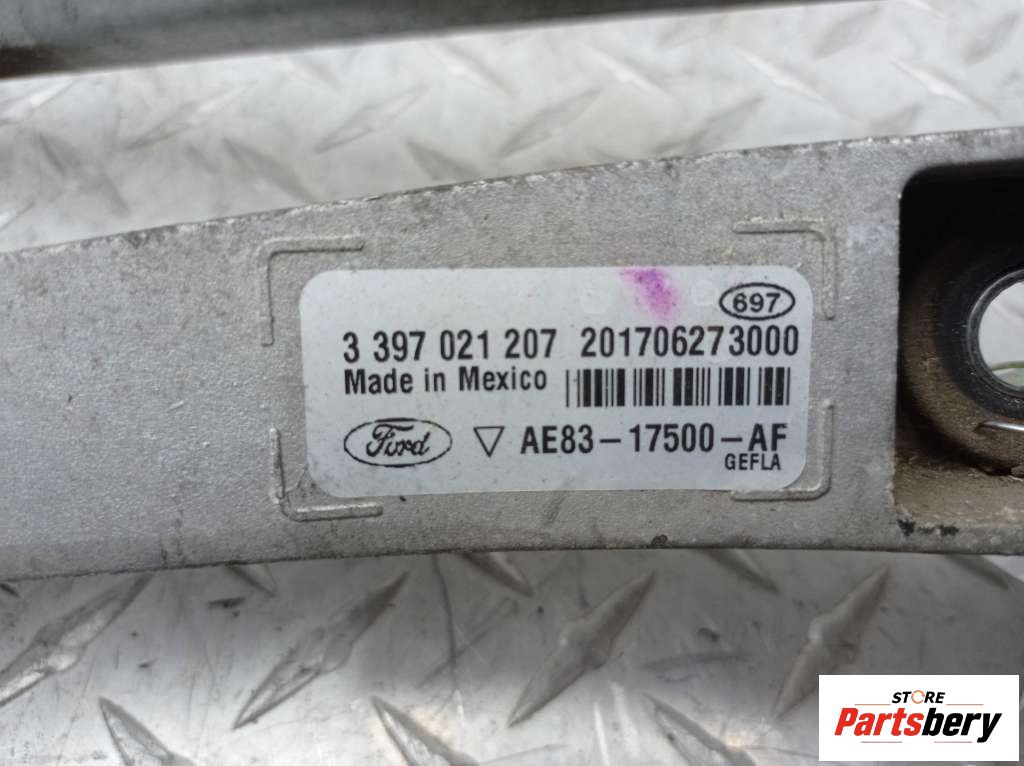 697
3 397 021 207 201706273000
Made in Mexico
Ford AE83-17500-AF
GEFLA
STORE
Partsbery